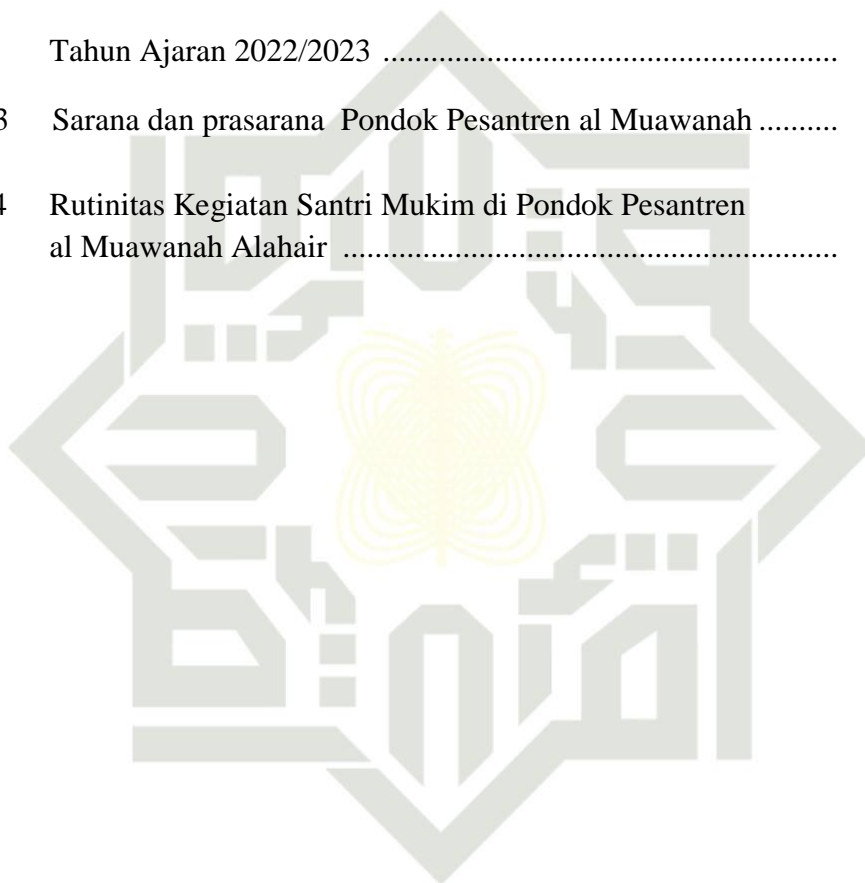 Tahun Ajaran 2022/2023 .........................................................
3 Sarana dan prasarana Pondok Pesantren al Muawanah ..........
4 Rutinitas Kegiatan Santri Mukim di Pondok Pesantren
al Muawanah Alahair ..............................................................